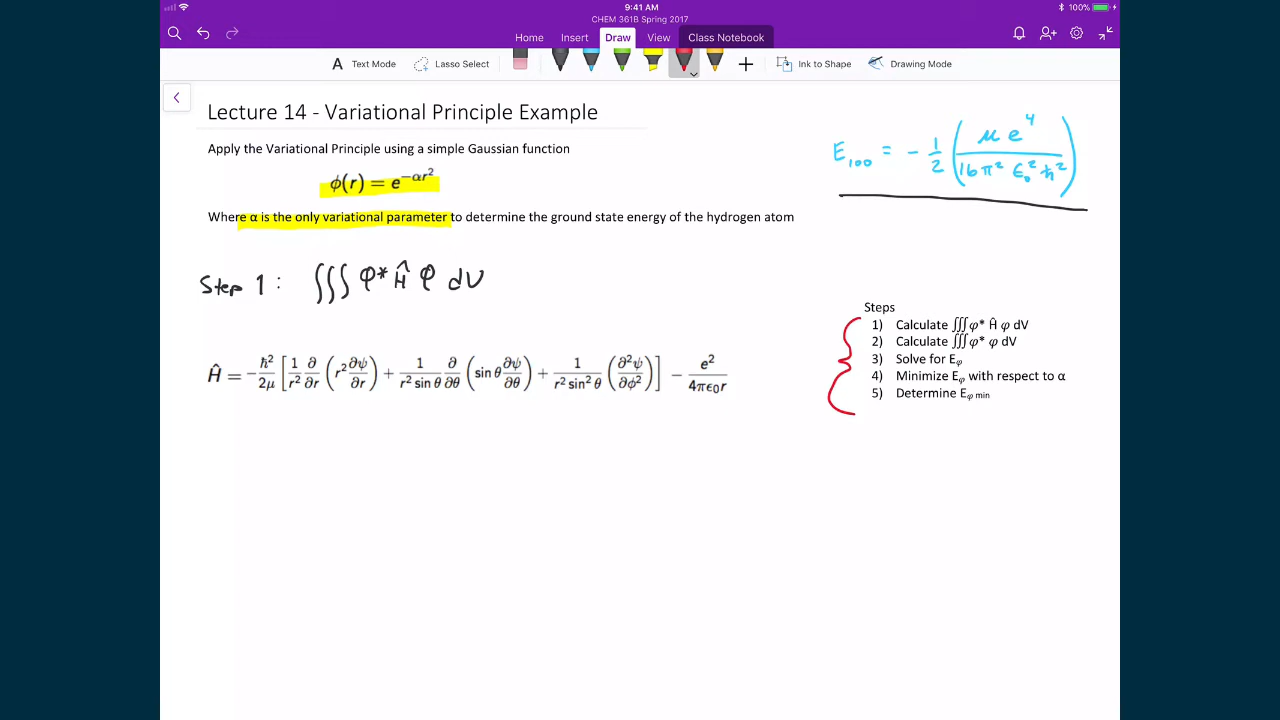 9:41 AM
100%
CHEM 361B Spring 2017
Home Insert Draw View Class Notebook
A Text Mode Lasso Select Ink to Shape Drawing Mode
Lecture 14 - Variational Principle Example
Apply the Variational Principle using a simple Gaussian function
ϕ(r) = e^{−αr²}
Where α is the only variational parameter to determine the ground state energy of the hydrogen atom
E₁₀₀ = − 1/2 ( μ e⁴ / 16π² ε₀² ħ² )
Step 1 : ∫∫∫ φ* Ĥ φ dV
Ĥ = − ħ²/2μ [ 1/r² ∂/∂r ( r² ∂ψ/∂r ) + 1/(r² sin θ) ∂/∂θ ( sin θ ∂ψ/∂θ ) + 1/(r² sin² θ) ( ∂²ψ/∂ϕ² ) ] − e²/(4πϵ₀r)
Steps
1) Calculate ∫∫∫φ* Ĥ φ dV
2) Calculate ∫∫∫φ* φ dV
3) Solve for Eφ
4) Minimize Eφ with respect to α
5) Determine Eφ min